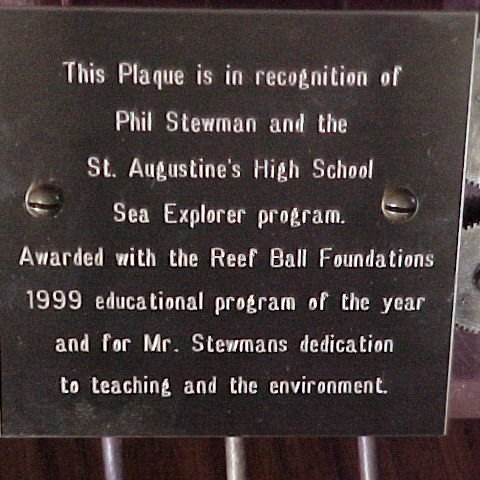 This Plaque is in recognition of
Phil Stewman and the
St. Augustine's High School
Sea Explorer program.
Awarded with the Reef Ball Foundations
1999 educational program of the year
and for Mr. Stewmans dedication
to teaching and the environment.